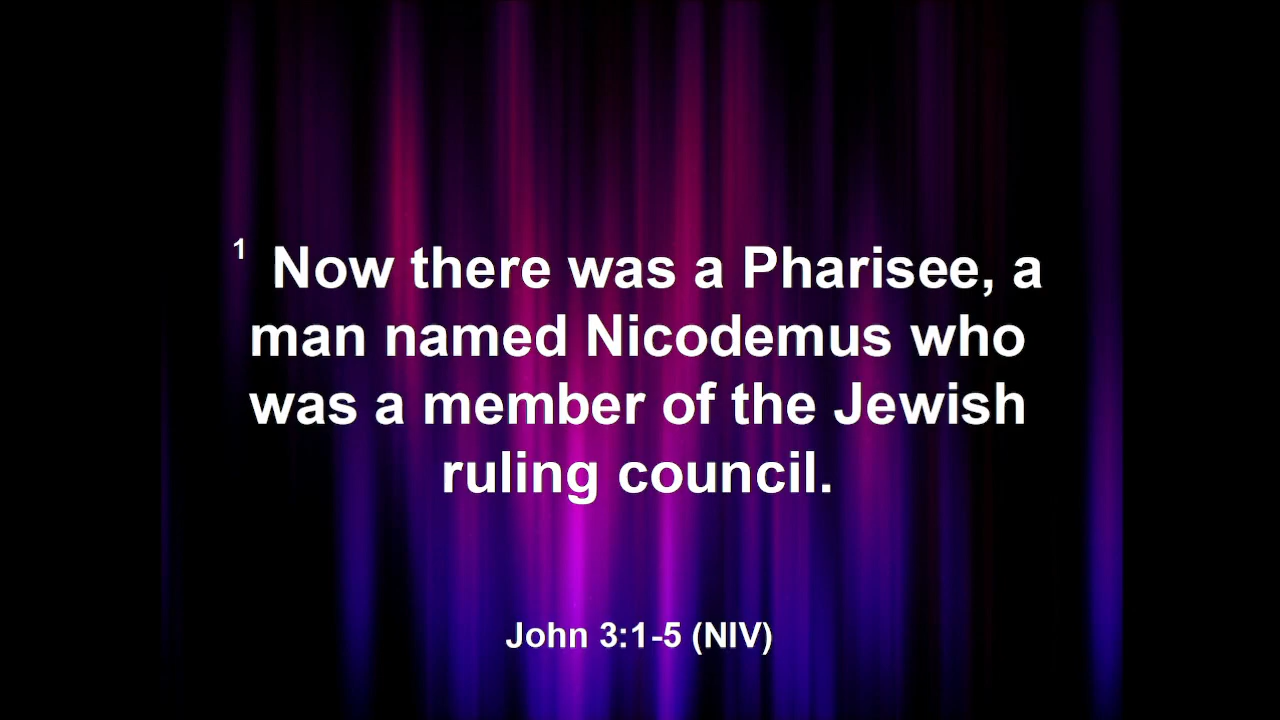 1 Now there was a Pharisee, a
man named Nicodemus who
was a member of the Jewish
ruling council.
John 3:1-5 (NIV)